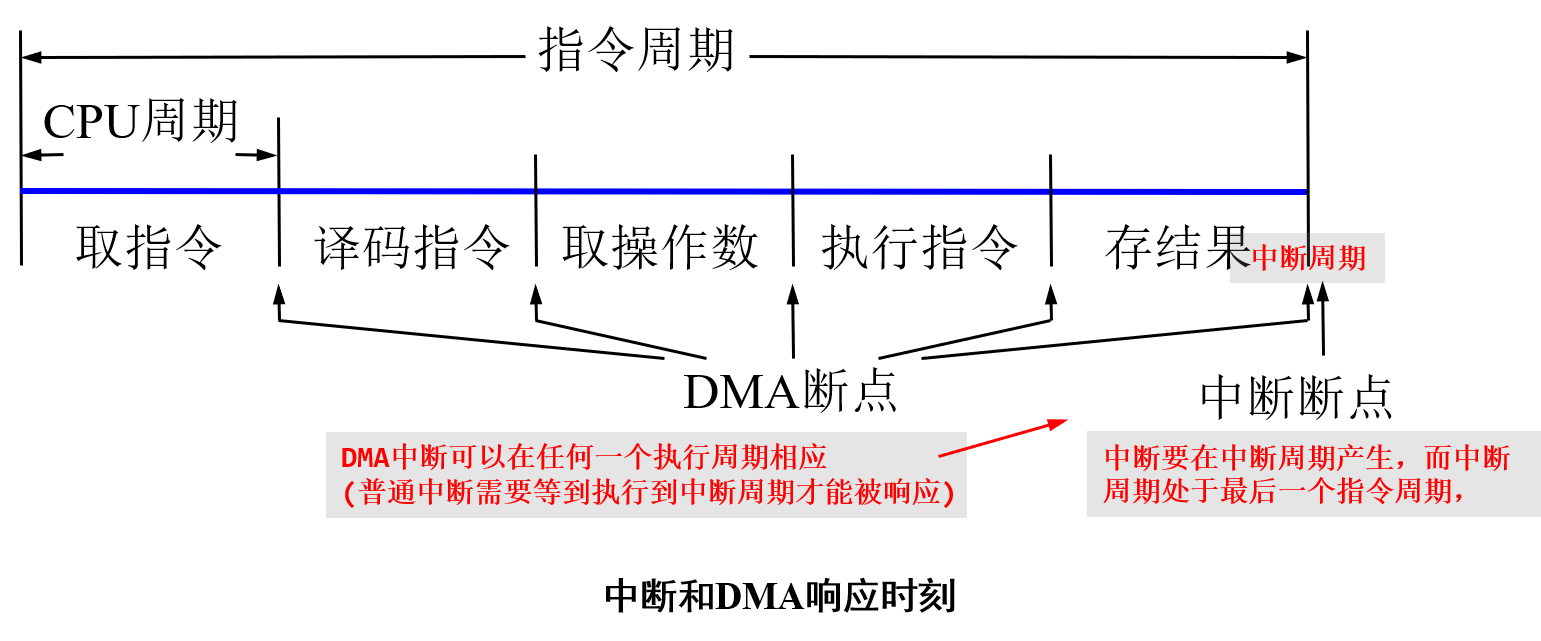 指令周期
CPU周期
取指令 译码指令 取操作数 执行指令 存结果
中断周期
DMA断点 中断断点
DMA中断可以在任何一个执行周期相应
(普通中断需要等到执行到中断周期才能被响应)
中断要在中断周期产生，而中断
周期处于最后一个指令周期，
中断和DMA响应时刻